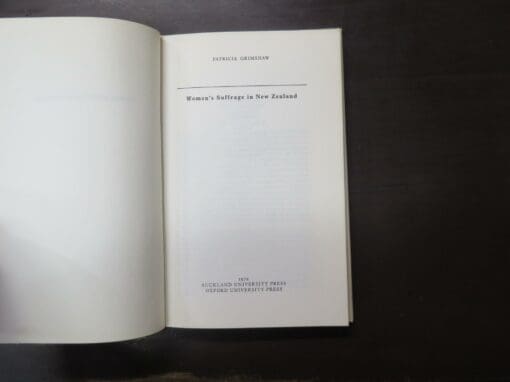 PATRICIA GRIMSHAW
Women's Suffrage in New Zealand
AUCKLAND UNIVERSITY PRESS
OXFORD UNIVERSITY PRESS